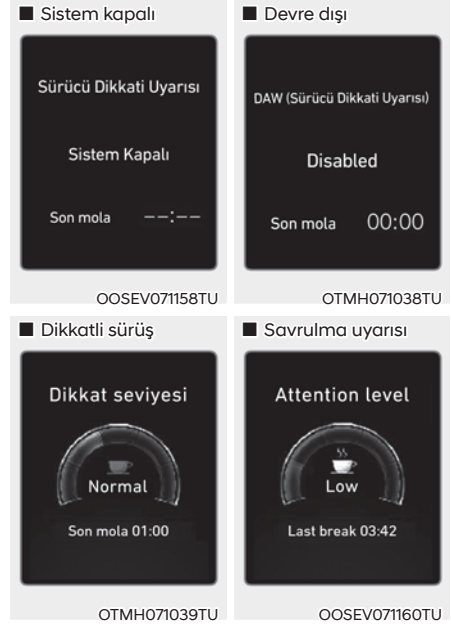 ■ Sistem kapalı
Sürücü Dikkati Uyarısı
Sistem Kapalı
Son mola --:--
OOSEV071158TU
■ Devre dışı
DAW (Sürücü Dikkati Uyarısı)
Disabled
Son mola 00:00
OTMH071038TU
■ Dikkatli sürüş
Dikkat seviyesi
Normal
Son mola 01:00
OTMH071039TU
■ Savrulma uyarısı
Attention level
Low
Last break 03:42
OOSEV071160TU